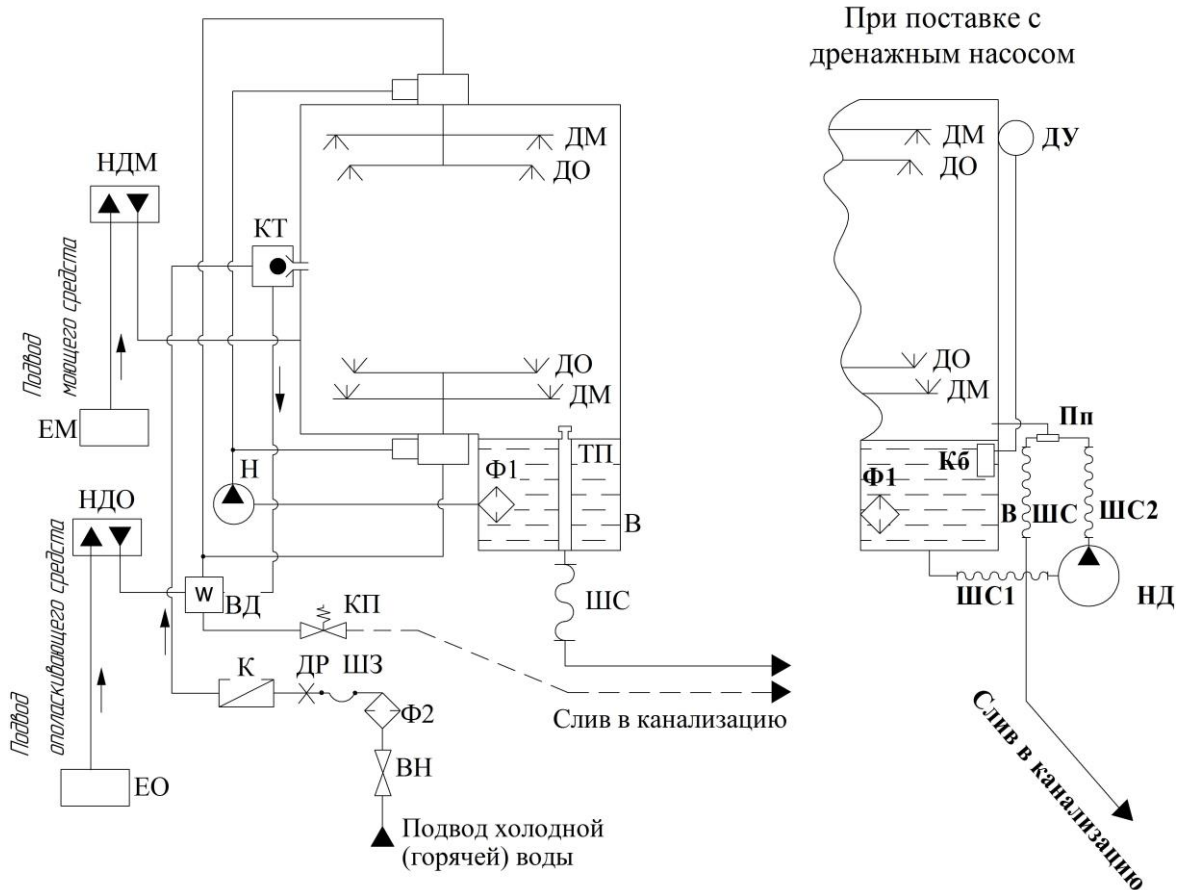 При поставке с
дренажным насосом
ДМ
ДО
ДМ
ДО
ДУ
НДМ
КТ
Подвод
моющего средста
ДО
ДМ
ДО
ДМ
ЕМ
Н
Ф1
ТП
В
Пп
Кб
Ф1
В
ШС
ШС2
НДО
Подвод
ополаскивающего средста
W
ВД
КП
ШС
ШС1
НД
К
ДР
ШЗ
Ф2
Слив в канализацию
Слив в канализацию
ВН
ЕО
Подвод холодной
(горячей) воды